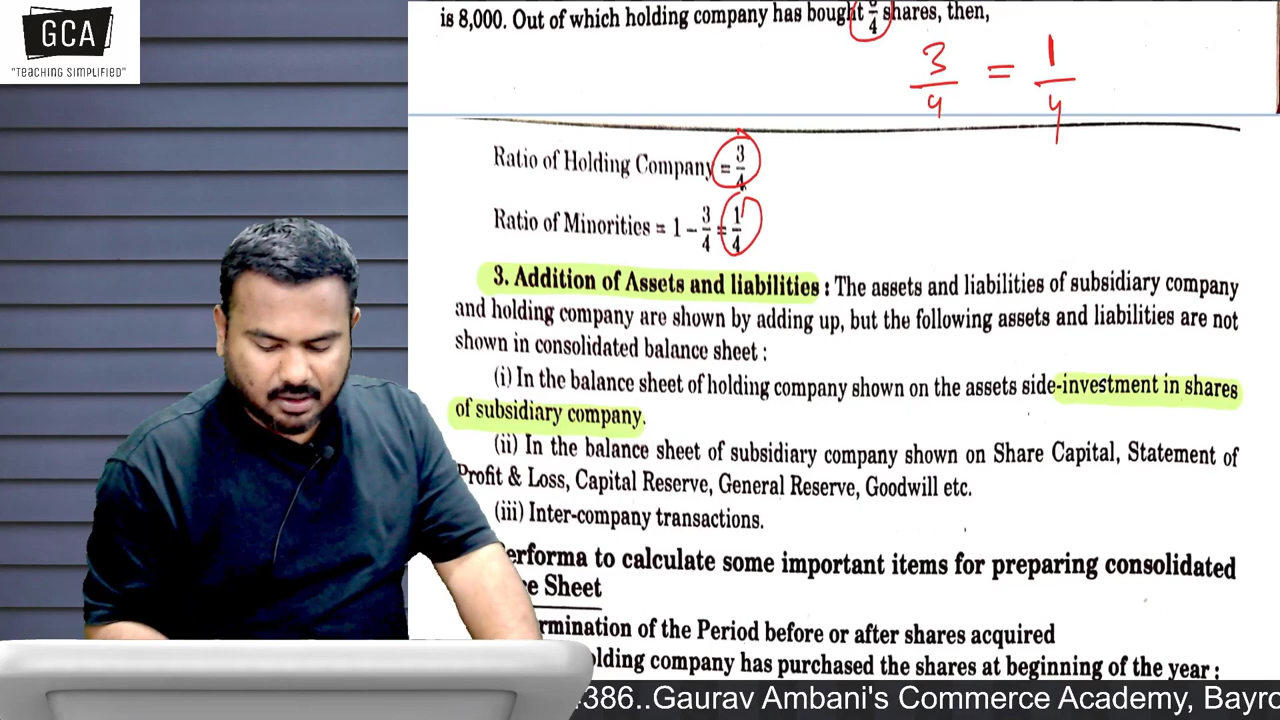 GCA
"TEACHING SIMPLIFIED"
is 8,000. Out of which holding company has bought 3/4 shares, then,
3/4 = 1/4
Ratio of Holding Company = 3/4
Ratio of Minorities = 1 – 3/4 = 1/4
3. Addition of Assets and liabilities : The assets and liabilities of subsidiary company
and holding company are shown by adding up, but the following assets and liabilities are not
shown in consolidated balance sheet :
(i) In the balance sheet of holding company shown on the assets side-investment in shares
of subsidiary company.
(ii) In the balance sheet of subsidiary company shown on Share Capital, Statement of
Profit & Loss, Capital Reserve, General Reserve, Goodwill etc.
(iii) Inter-company transactions.
erforma to calculate some important items for preparing consolidated
e Sheet
rmination of the Period before or after shares acquired
olding company has purchased the shares at beginning of the year :
386..Gaurav Ambani's Commerce Academy, Bayro